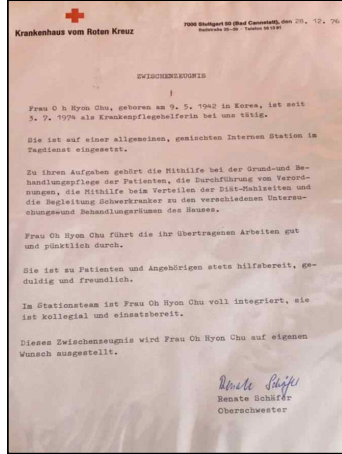 Krankenhaus vom Roten Kreuz
7000 Stuttgart 50 (Bad Cannstatt), den 28. 12. 76
ZWISCHENZEUGNIS
Frau O h Hyon Chu, geboren am 9. 5. 1942 in Korea, ist seit
3. 7. 1974 als Krankenpflegehelferin bei uns tätig.
Sie ist auf einer allgemeinen, gemischten Internen Station im
Tagdienst eingesetzt.
Zu ihren Aufgaben gehört die Mithilfe bei der Grund-und Be-
handlungspflege der Patienten, die Durchführung von Verord-
nungen, die Mithilfe beim Verteilen der Diät-Mahlzeiten und
die Begleitung Schwerkranker zu den verschiedenen Untersu-
chungswund Behandlungsräumen des Hauses.
Frau Oh Hyon Chu führt die ihr übertragenen Arbeiten gut
und pünktlich durch.
Sie ist zu Patienten und Angehörigen stets hilfsbereit, ge-
duldig und freundlich.
Im Stationsteam ist Frau Oh Hyon Chu voll integriert, sie
ist kollegial und einsatzbereit.
Dieses Zwischenzeugnis wird Frau Oh Hyon Chu auf eigenen
Wunsch ausgestellt.
Renate Schäfer
Renate Schäfer
Oberschwester